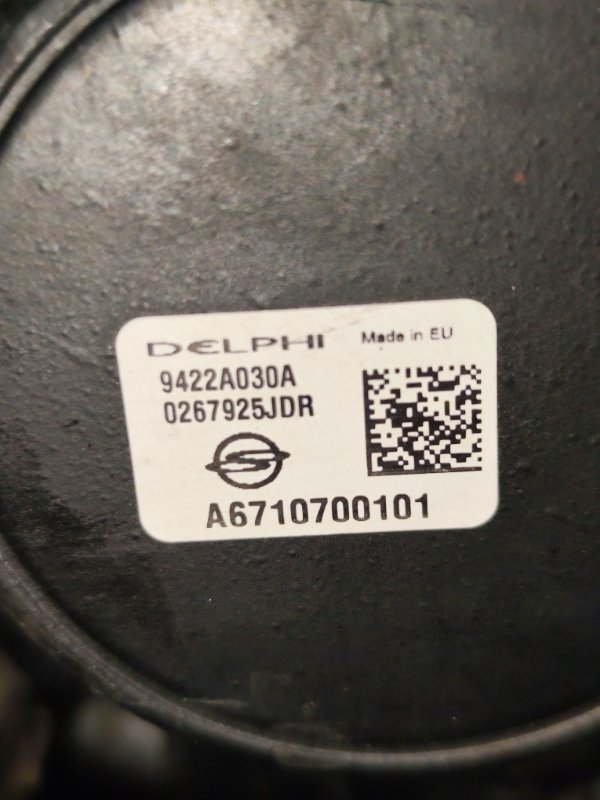 DELPHI
Made in EU
9422A030A
0267925JDR
A6710700101